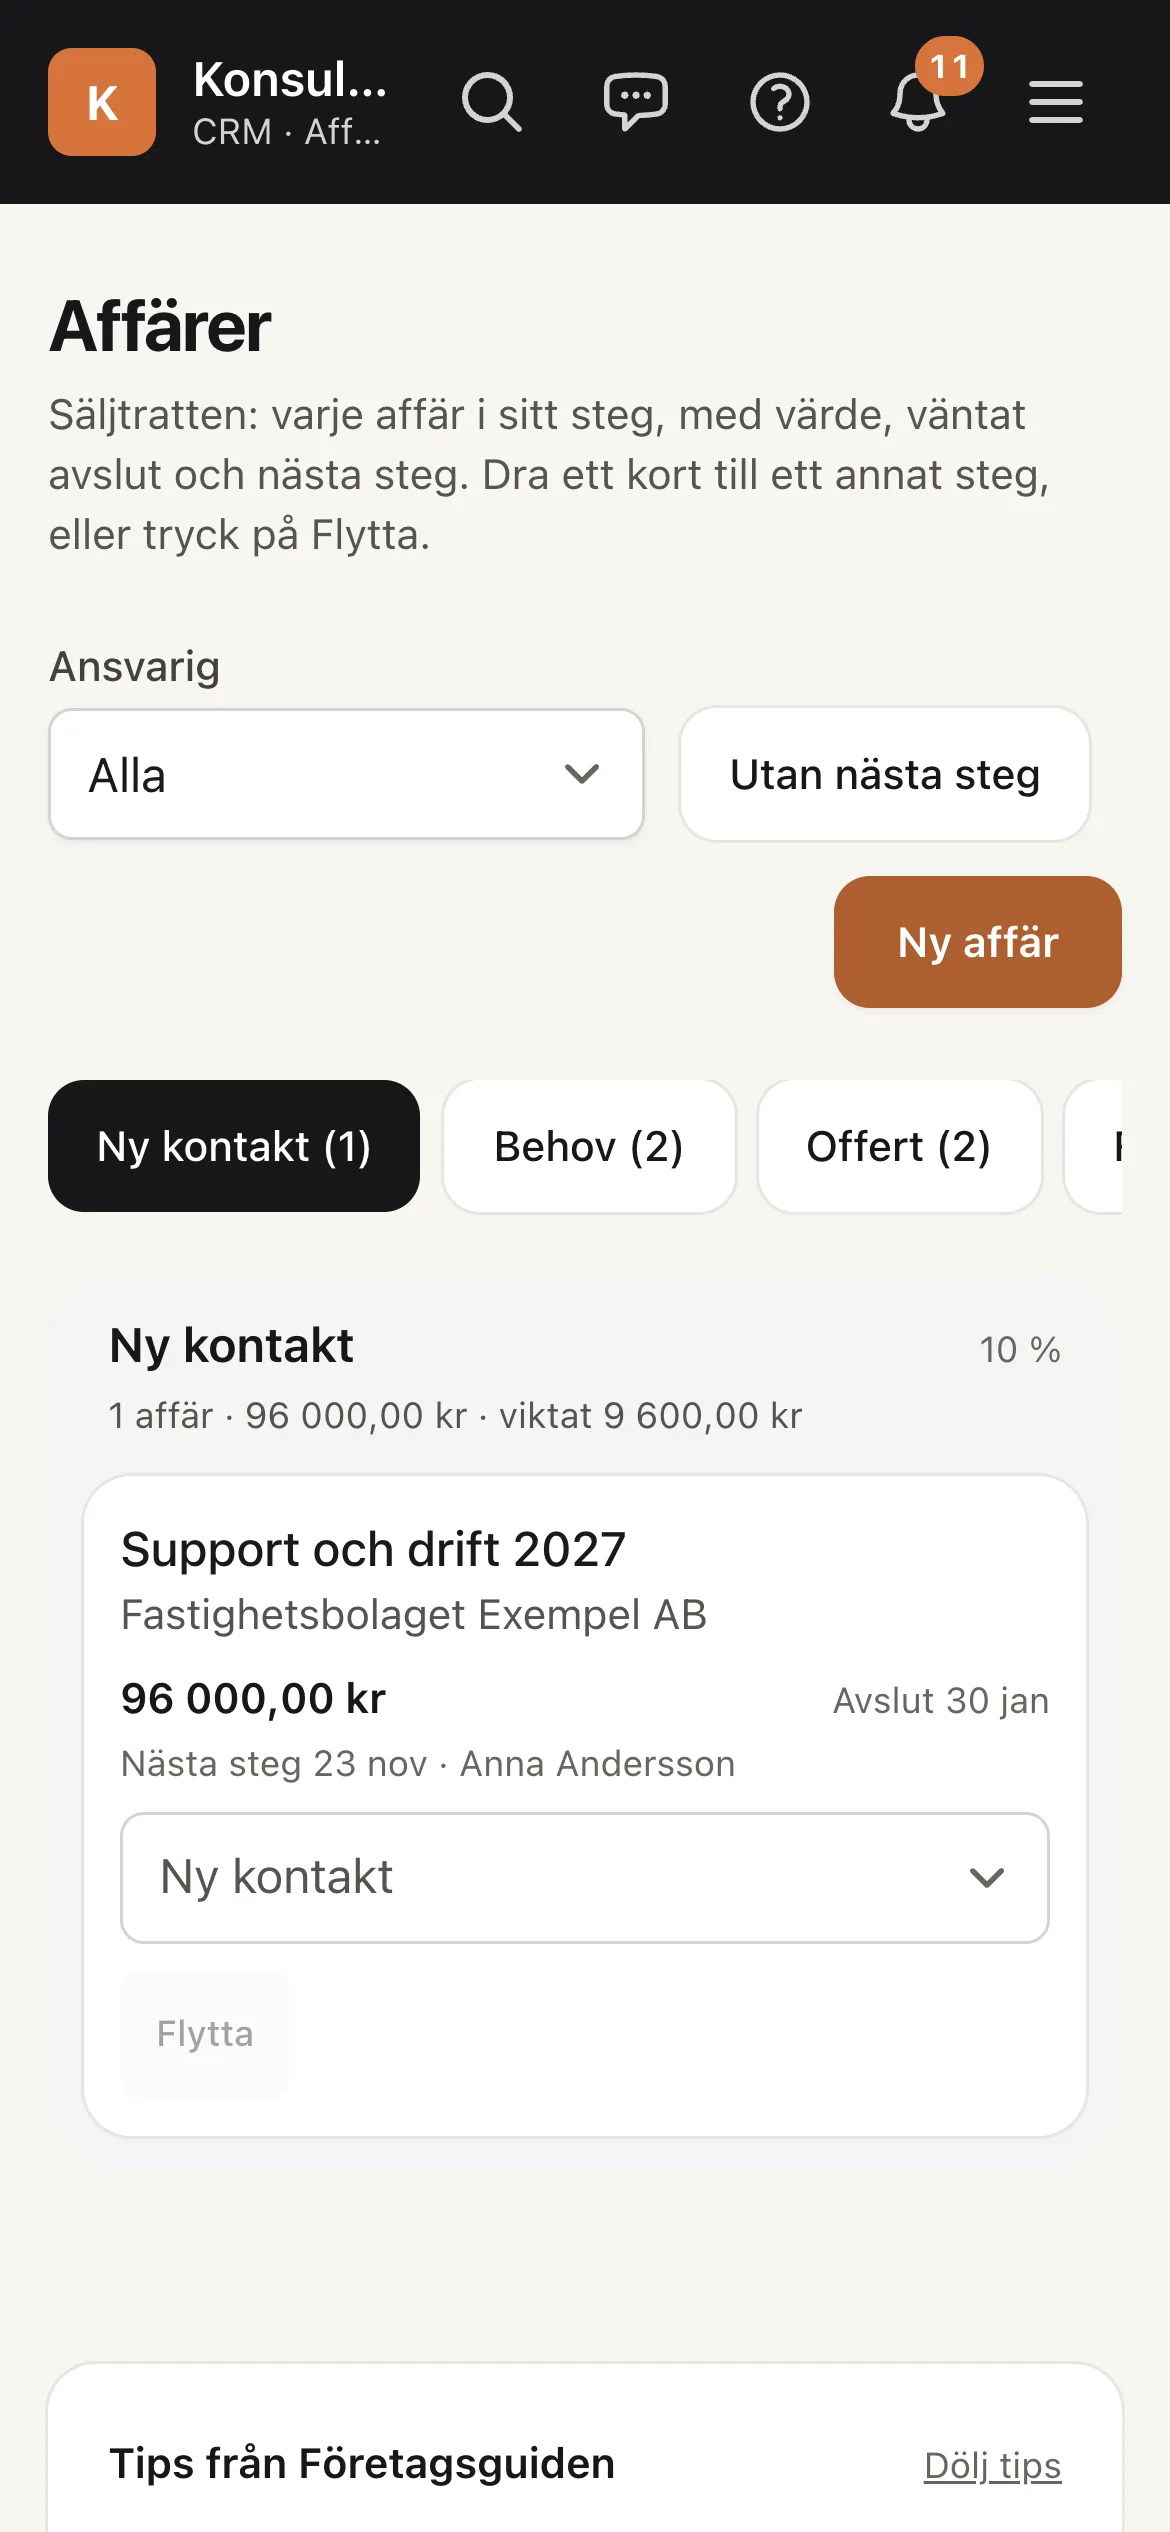 K
Konsul...
CRM · Aff...
11
Affärer
Säljtratten: varje affär i sitt steg, med värde, väntat
avslut och nästa steg. Dra ett kort till ett annat steg,
eller tryck på Flytta.
Ansvarig
Alla
Utan nästa steg
Ny affär
Ny kontakt (1)
Behov (2)
Offert (2)
Ny kontakt
10 %
1 affär · 96 000,00 kr · viktat 9 600,00 kr
Support och drift 2027
Fastighetsbolaget Exempel AB
96 000,00 kr
Avslut 30 jan
Nästa steg 23 nov · Anna Andersson
Ny kontakt
Flytta
Tips från Företagsguiden
Dölj tips